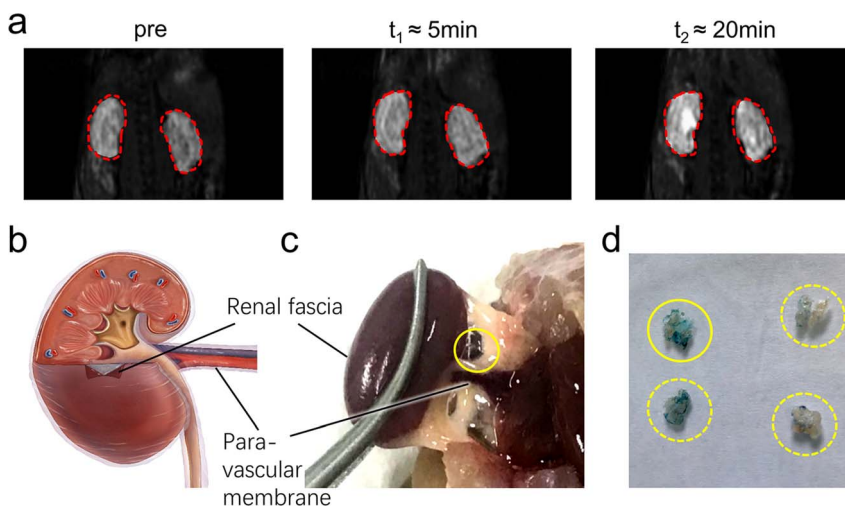 a
pre
t₁ ≈ 5min
t₂ ≈ 20min
b
c
d
Renal fascia
Para-
vascular
membrane